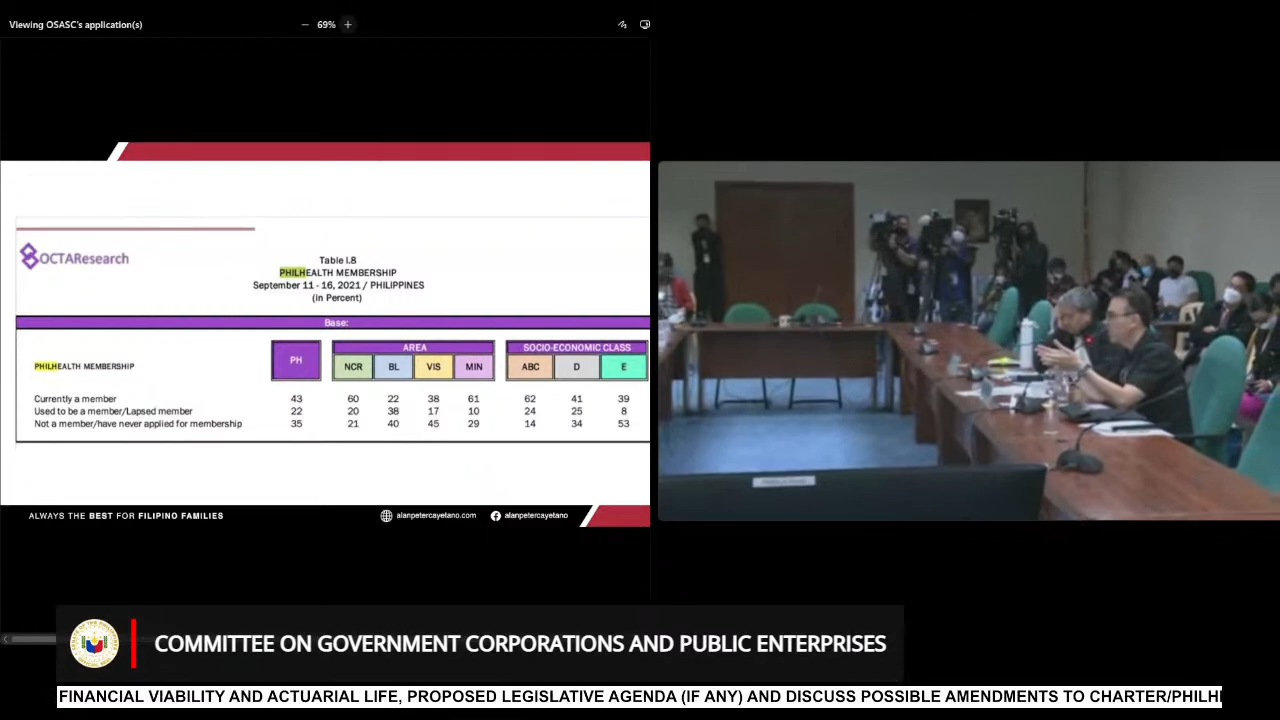 Viewing OSASC's application(s)
69%
OCTAResearch
Table I.8
PHILHEALTH MEMBERSHIP
September 11 - 16, 2021 / PHILIPPINES
(in Percent)
Base:
PHILHEALTH MEMBERSHIP
PH
AREA
SOCIO-ECONOMIC CLASS
NCR BL VIS MIN ABC D E
Currently a member 43 60 22 38 61 62 41 39
Used to be a member/Lapsed member 22 20 38 17 10 24 25 8
Not a member/have never applied for membership 35 21 40 45 29 14 34 53
ALWAYS THE BEST FOR FILIPINO FAMILIES
alanpetercayetano.com
alanpetercayetano
COMMITTEE ON GOVERNMENT CORPORATIONS AND PUBLIC ENTERPRISES
FINANCIAL VIABILITY AND ACTUARIAL LIFE, PROPOSED LEGISLATIVE AGENDA (IF ANY) AND DISCUSS POSSIBLE AMENDMENTS TO CHARTER/PHILH